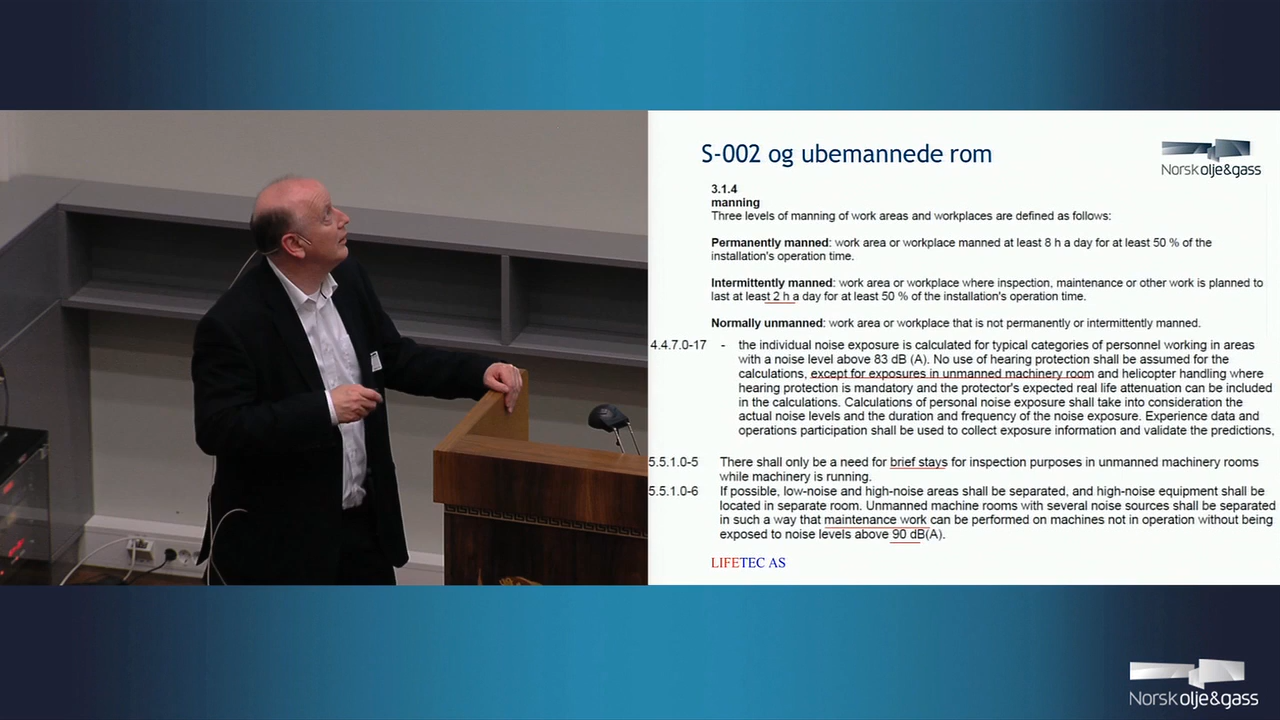 S-002 og ubemannede rom
Norsk olje&gass
3.1.4
manning
Three levels of manning of work areas and workplaces are defined as follows:
Permanently manned: work area or workplace manned at least 8 h a day for at least 50 % of the
installation's operation time.
Intermittently manned: work area or workplace where inspection, maintenance or other work is planned to
last at least 2 h a day for at least 50 % of the installation's operation time.
Normally unmanned: work area or workplace that is not permanently or intermittently manned.
4.4.7.0-17 - the individual noise exposure is calculated for typical categories of personnel working in areas
with a noise level above 83 dB (A). No use of hearing protection shall be assumed for the
calculations, except for exposures in unmanned machinery room and helicopter handling where
hearing protection is mandatory and the protector's expected real life attenuation can be included
in the calculations. Calculations of personal noise exposure shall take into consideration the
actual noise levels and the duration and frequency of the noise exposure. Experience data and
operations participation shall be used to collect exposure information and validate the predictions,
5.5.1.0-5 There shall only be a need for brief stays for inspection purposes in unmanned machinery rooms
while machinery is running.
5.5.1.0-6 If possible, low-noise and high-noise areas shall be separated, and high-noise equipment shall be
located in separate room. Unmanned machine rooms with several noise sources shall be separated
in such a way that maintenance work can be performed on machines not in operation without being
exposed to noise levels above 90 dB(A).
LIFETEC AS
Norsk olje&gass